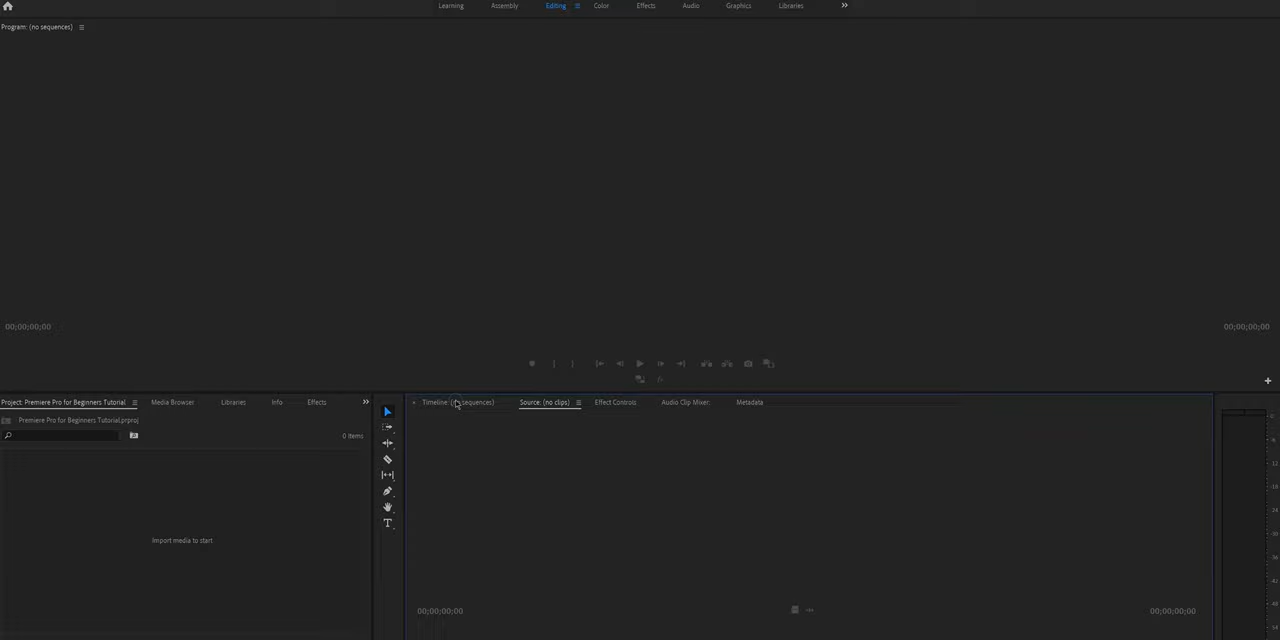 Learning Assembly Editing Color Effects Audio Graphics Libraries
Program: (no sequences)
00;00;00;00 00;00;00;00
Project: Premiere Pro for Beginners Tutorial Media Browser Libraries Info Effects
Timeline: (no sequences) Source: (no clips) Effect Controls Audio Clip Mixer: Metadata
Premiere Pro for Beginners Tutorial.prproj
0 Items
Import media to start
00;00;00;00 00;00;00;00